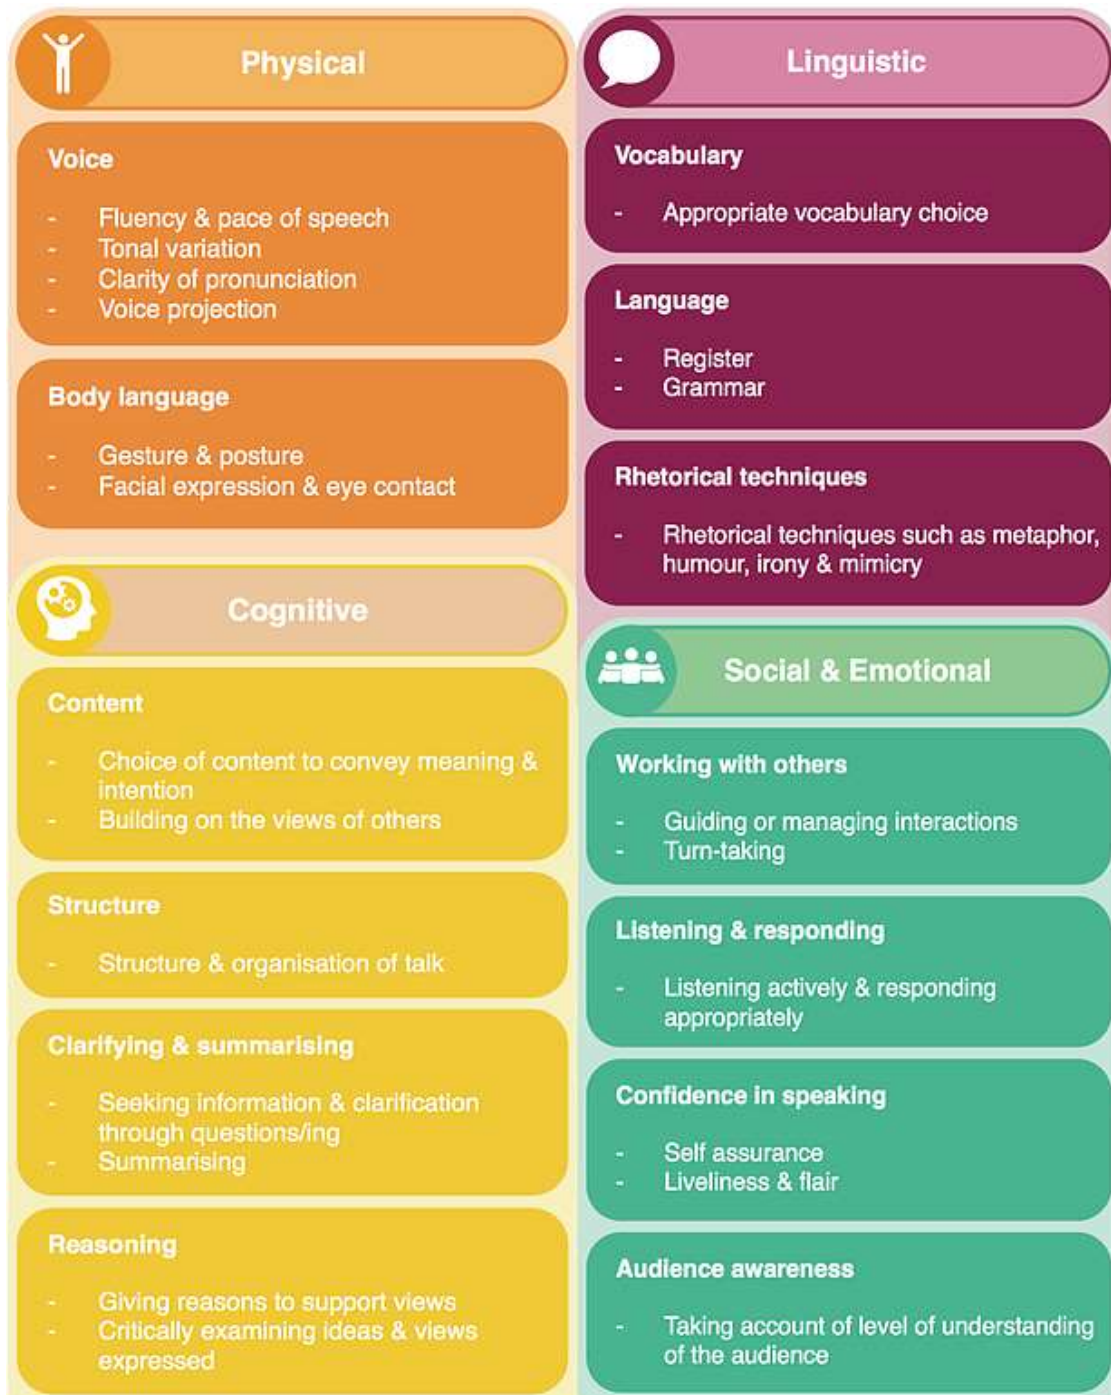 Physical
Voice
- Fluency & pace of speech
- Tonal variation
- Clarity of pronunciation
- Voice projection
Body language
- Gesture & posture
- Facial expression & eye contact
Cognitive
Content
- Choice of content to convey meaning &
intention
- Building on the views of others
Structure
- Structure & organisation of talk
Clarifying & summarising
- Seeking information & clarification
through questions/ing
- Summarising
Reasoning
- Giving reasons to support views
- Critically examining ideas & views
expressed
Linguistic
Vocabulary
- Appropriate vocabulary choice
Language
- Register
- Grammar
Rhetorical techniques
- Rhetorical techniques such as metaphor,
humour, irony & mimicry
Social & Emotional
Working with others
- Guiding or managing interactions
- Turn-taking
Listening & responding
- Listening actively & responding
appropriately
Confidence in speaking
- Self assurance
- Liveliness & flair
Audience awareness
- Taking account of level of understanding
of the audience